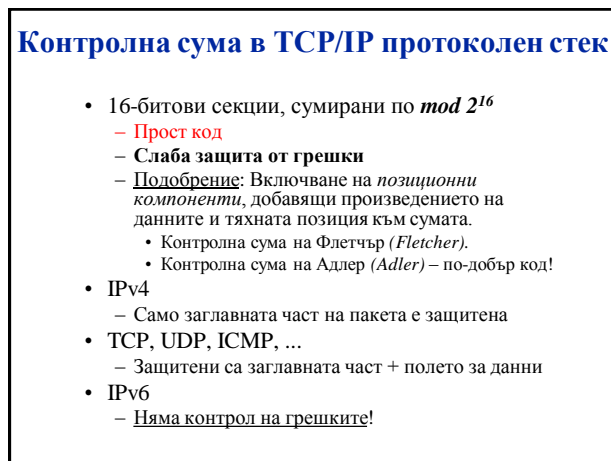 Контролна сума в TCP/IP протоколен стек
• 16-битови секции, сумирани по mod 2¹⁶
– Прост код
– Слаба защита от грешки
– Подобрение: Включване на позиционни
компоненти, добавящи произведението на
данните и тяхната позиция към сумата.
• Контролна сума на Флетчър (Fletcher).
• Контролна сума на Адлер (Adler) – по-добър код!
• IPv4
– Само заглавната част на пакета е защитена
• TCP, UDP, ICMP, ...
– Защитени са заглавната част + полето за данни
• IPv6
– Няма контрол на грешките!